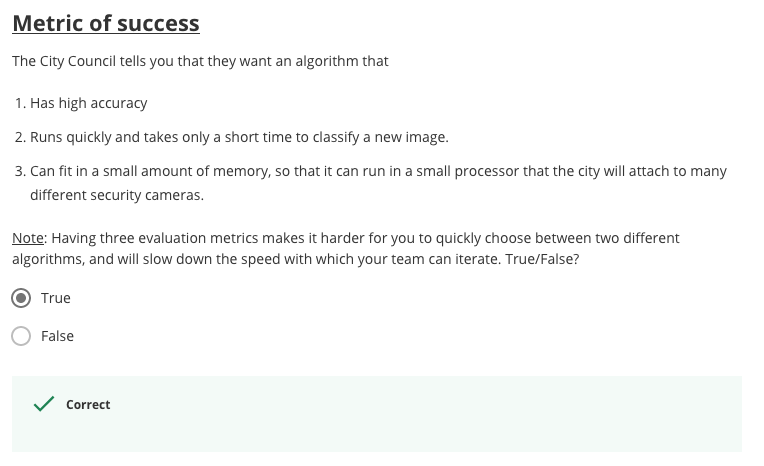 Metric of success
The City Council tells you that they want an algorithm that
1. Has high accuracy
2. Runs quickly and takes only a short time to classify a new image.
3. Can fit in a small amount of memory, so that it can run in a small processor that the city will attach to many
different security cameras.
Note: Having three evaluation metrics makes it harder for you to quickly choose between two different
algorithms, and will slow down the speed with which your team can iterate. True/False?
True
False
Correct